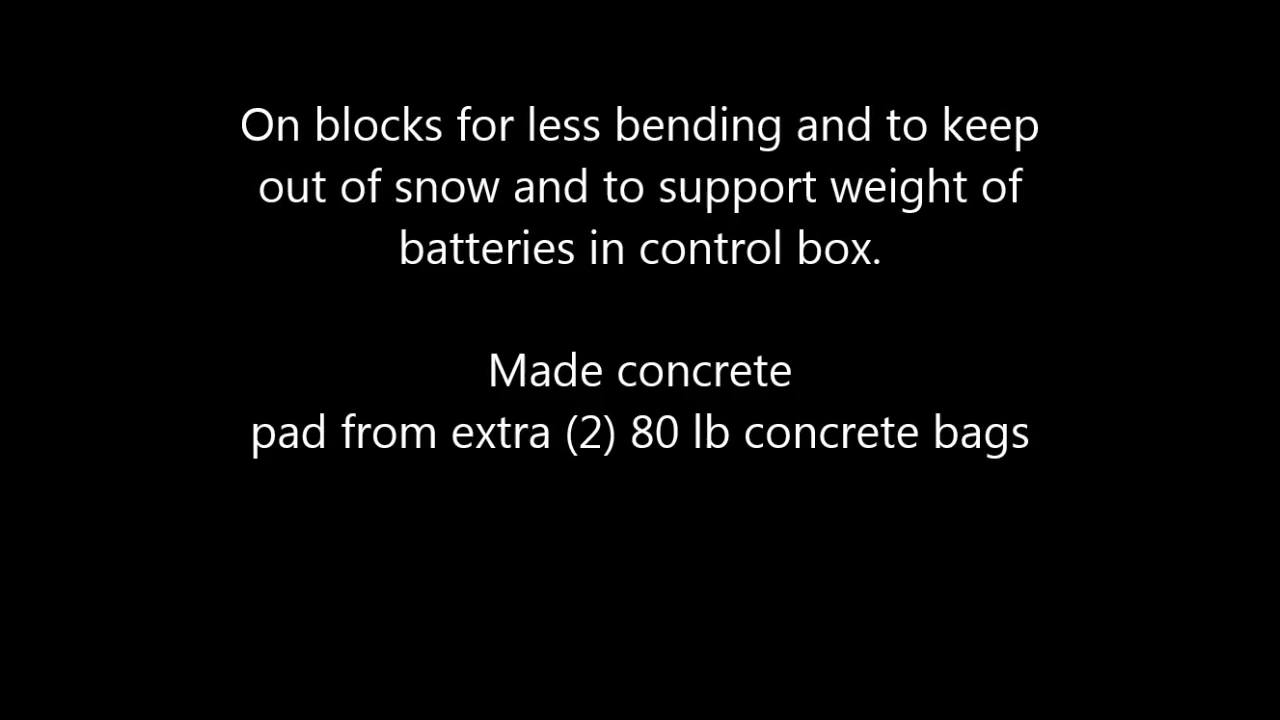 On blocks for less bending and to keep
out of snow and to support weight of
batteries in control box.
Made concrete
pad from extra (2) 80 lb concrete bags